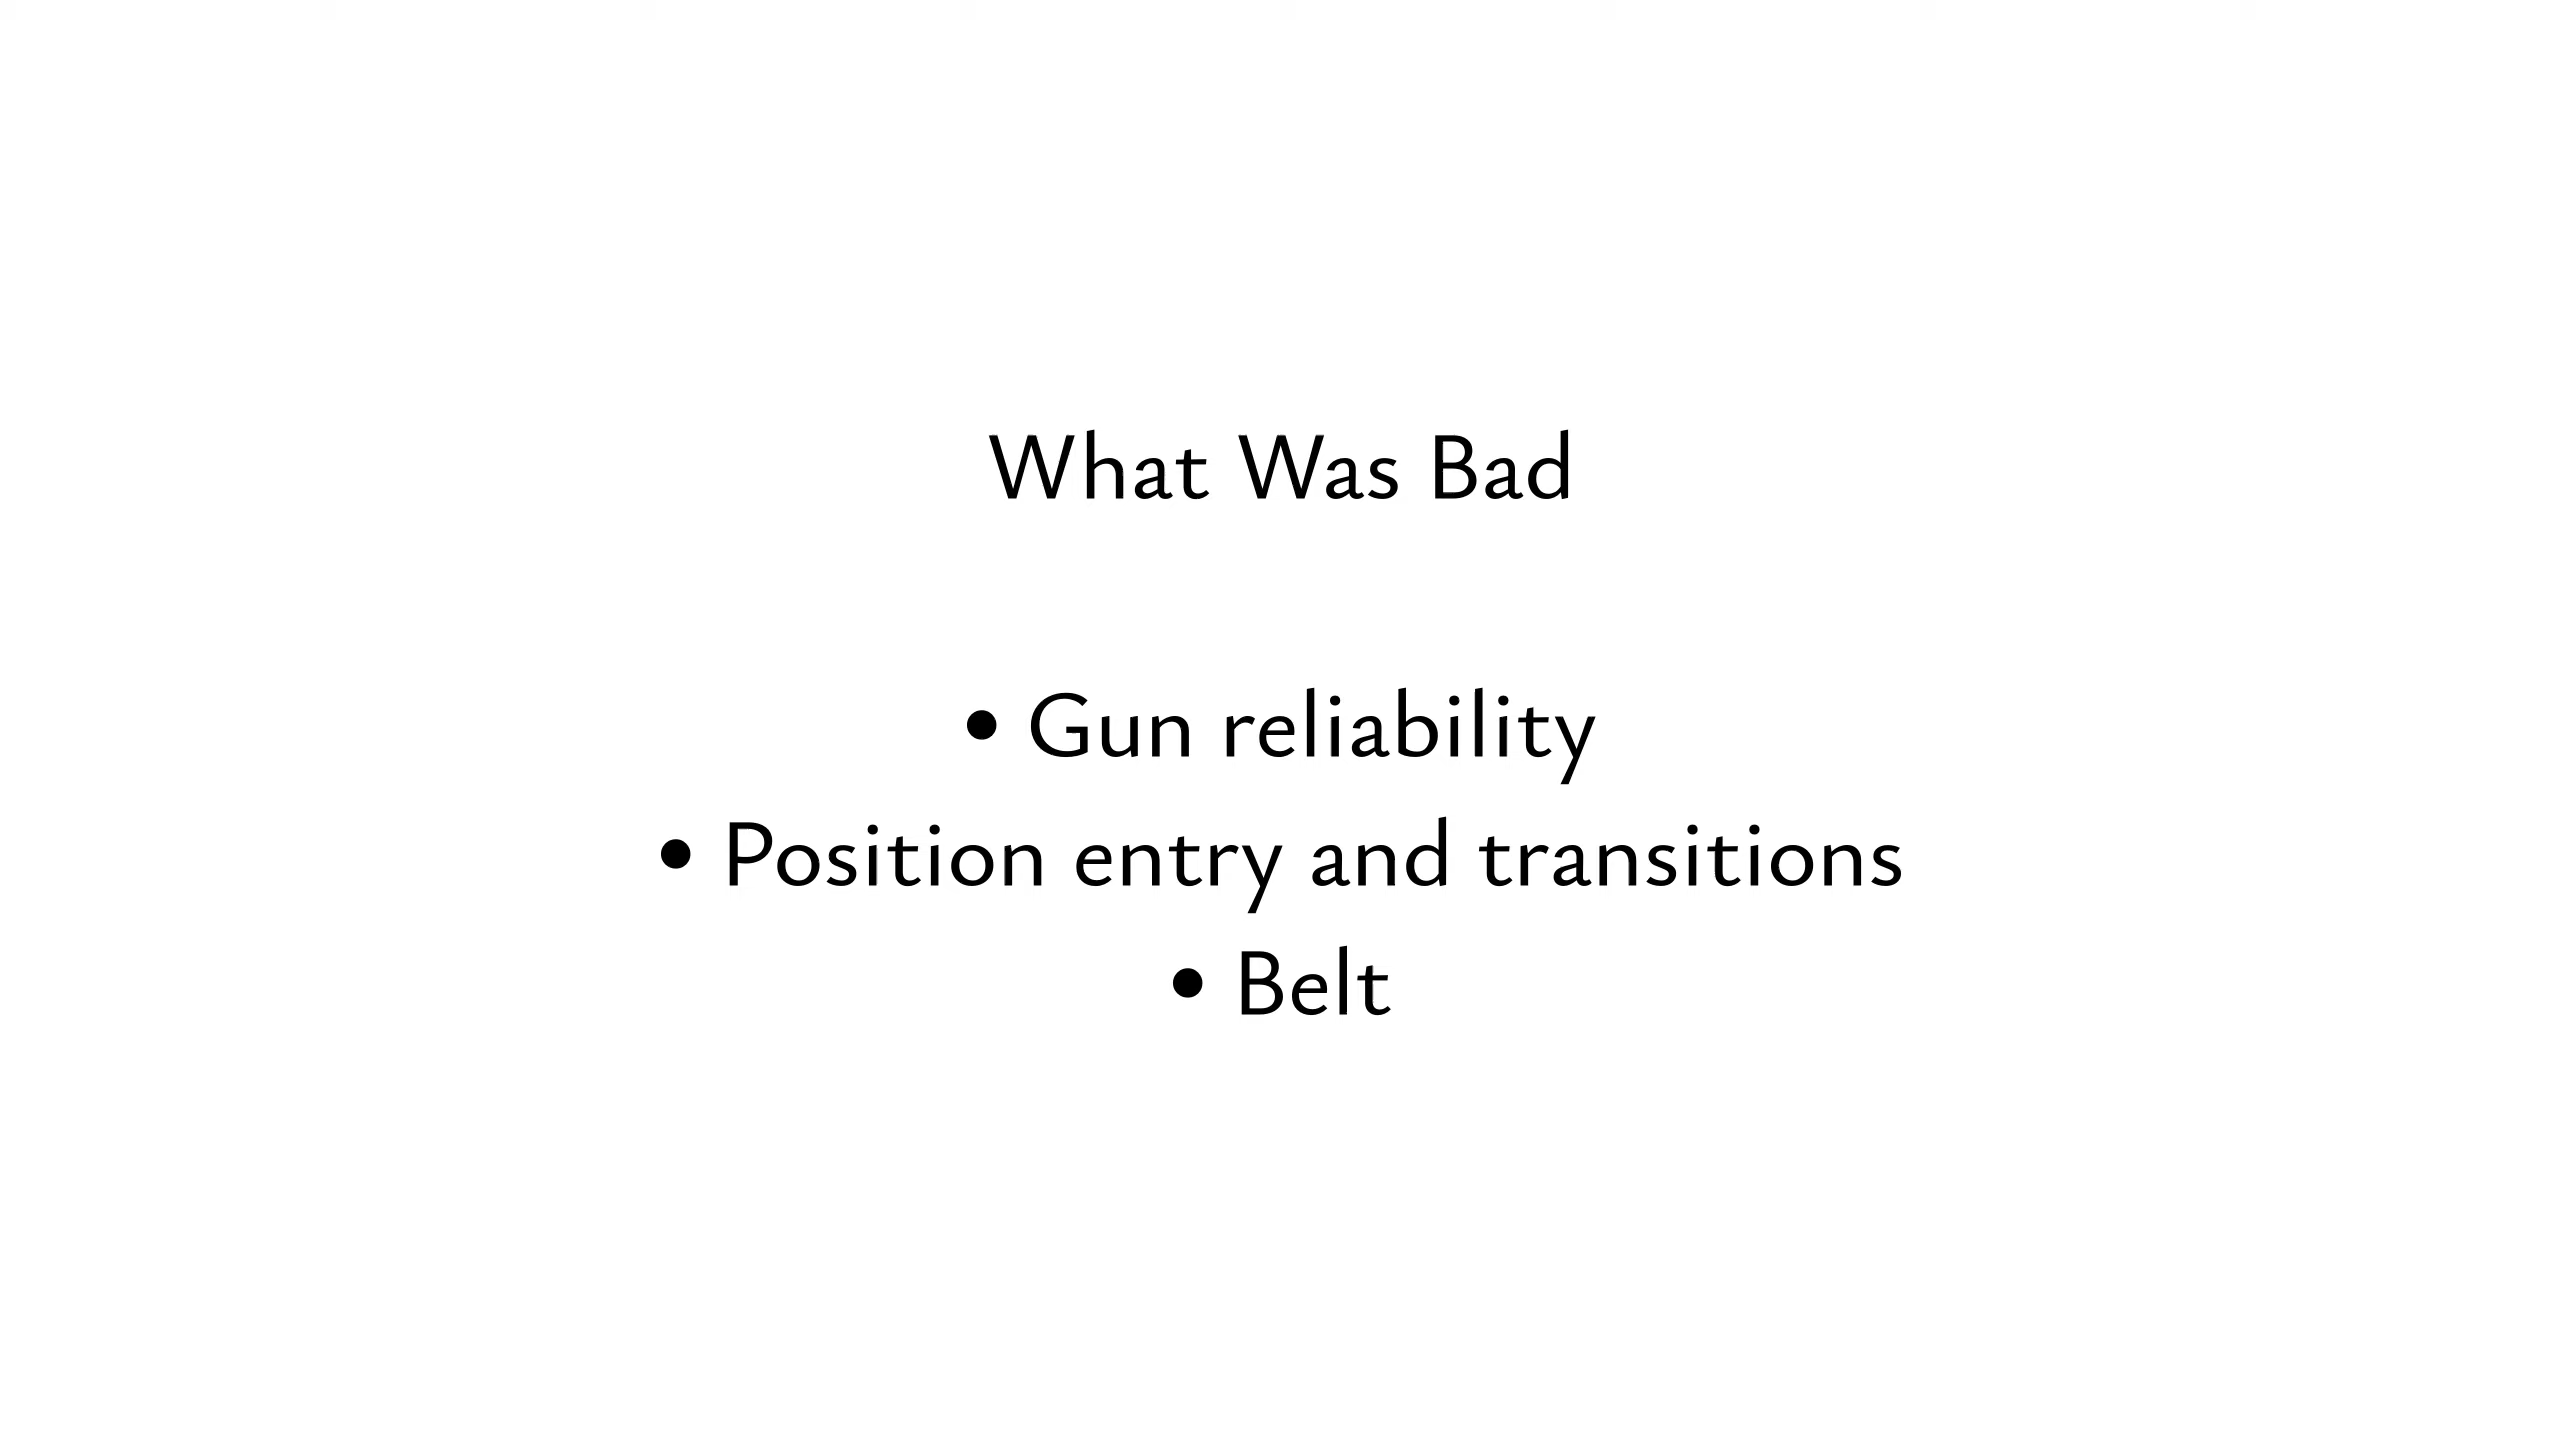 What Was Bad
• Gun reliability
• Position entry and transitions
• Belt